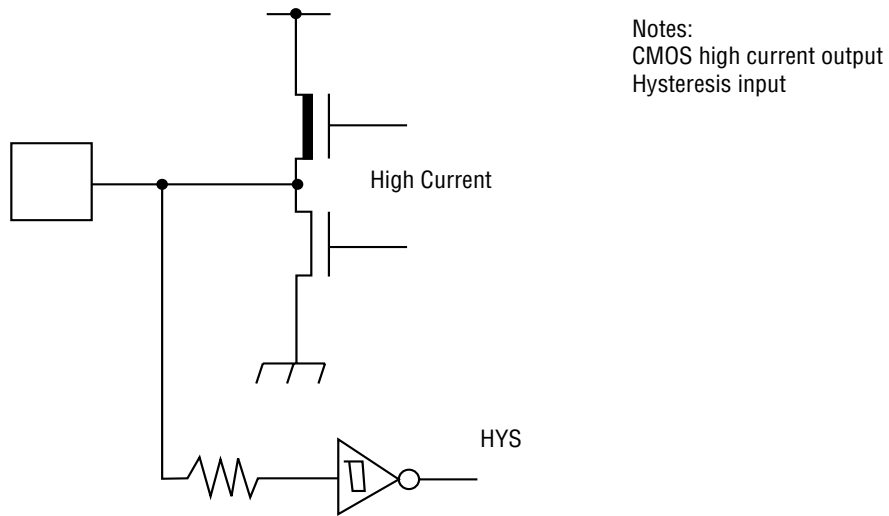 Notes:
CMOS high current output
Hysteresis input
High Current
HYS